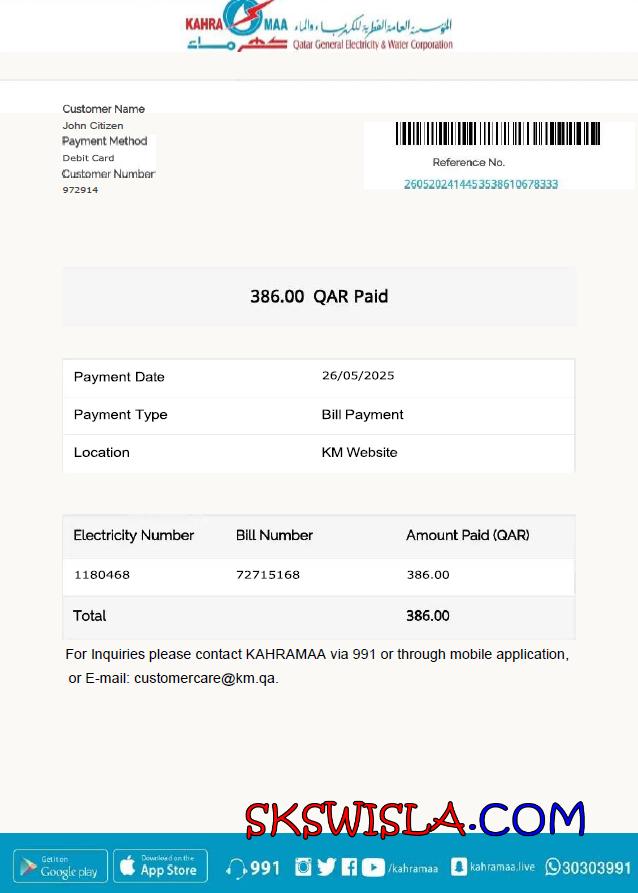 KAHRA MAA
المؤسسة العامة القطرية للكهرباء والماء
كهرماء
Qatar General Electricity & Water Corporation
Customer Name
John Citizen
Payment Method
Debit Card
Customer Number
972914
Reference No.
2605202414453538610678333
386.00 QAR Paid
Payment Date 26/05/2025
Payment Type Bill Payment
Location KM Website
Electricity Number Bill Number Amount Paid (QAR)
1180468 72715168 386.00
Total 386.00
For Inquiries please contact KAHRAMAA via 991 or through mobile application,
or E-mail: customercare@km.qa.
SKSWISLA.COM
Get it on
Google play
Download on the
App Store
991
/kahramaa
kahramaa.live
30303991